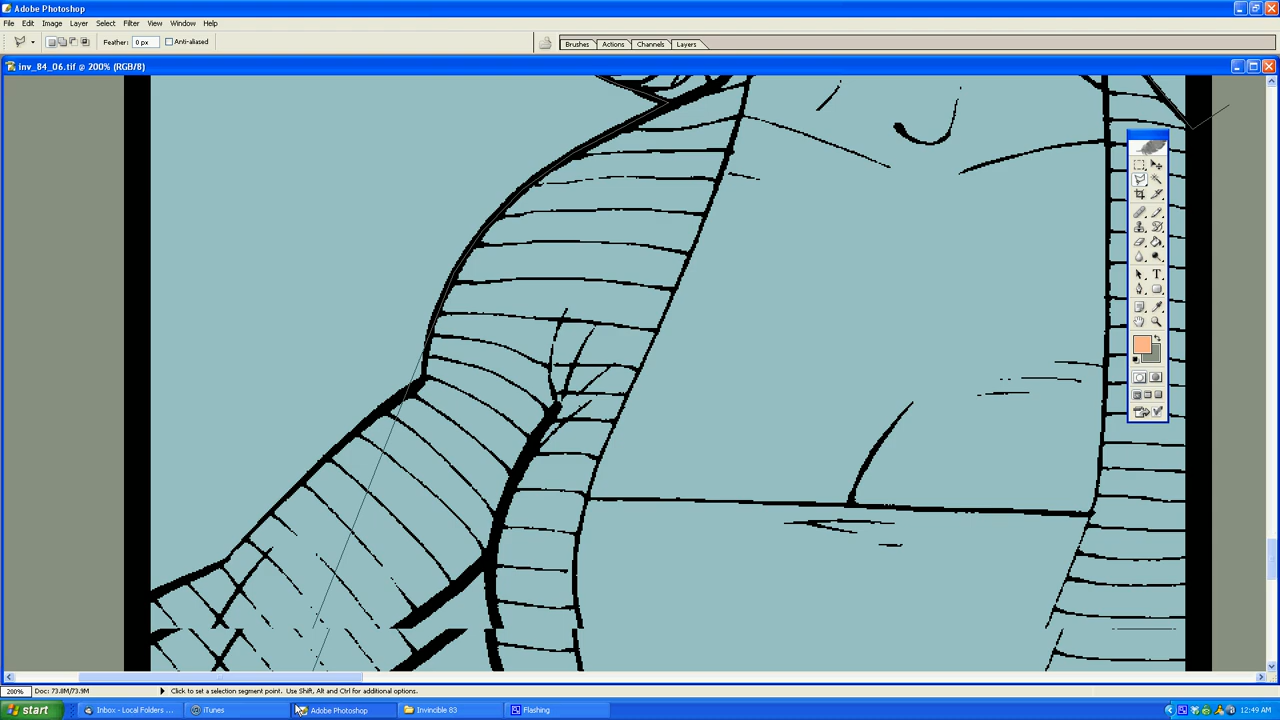 Adobe Photoshop
File Edit Image Layer Select Filter View Window Help
Feather: 0 px Anti-aliased Brushes Actions Channels Layers
inv_84_06.tif @ 200% (RGB/8)
T
200% Doc: 73.8M/73.9M Click to set a selection segment point. Use Shift, Alt and Ctrl for additional options.
start Inbox - Local Folders ... iTunes Adobe Photoshop Invincible 83 Flashing 12:49 AM